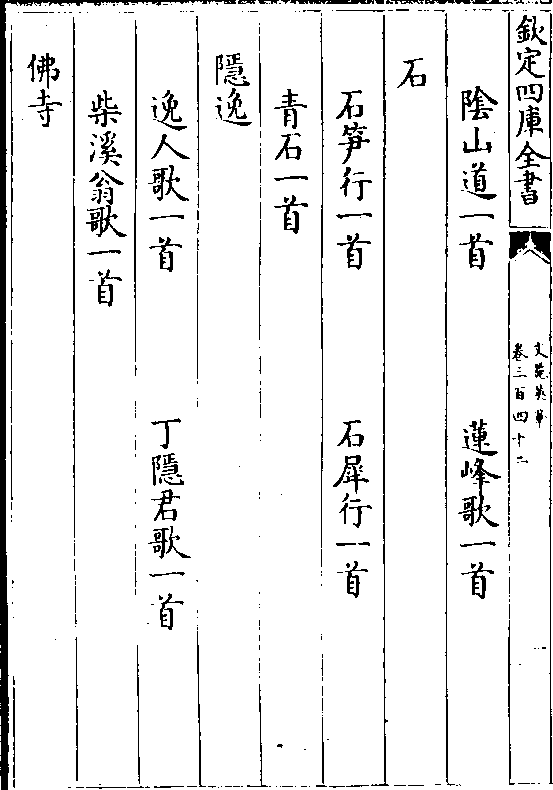 欽定四庫全書
文苑英華
卷三百四十二
陰山道一首　蓮峰歌一首
石
石笋行一首　石犀行一首
青石一首
隱逸
逸人歌一首　丁隱君歌一首
柴溪翁歌一首
佛寺